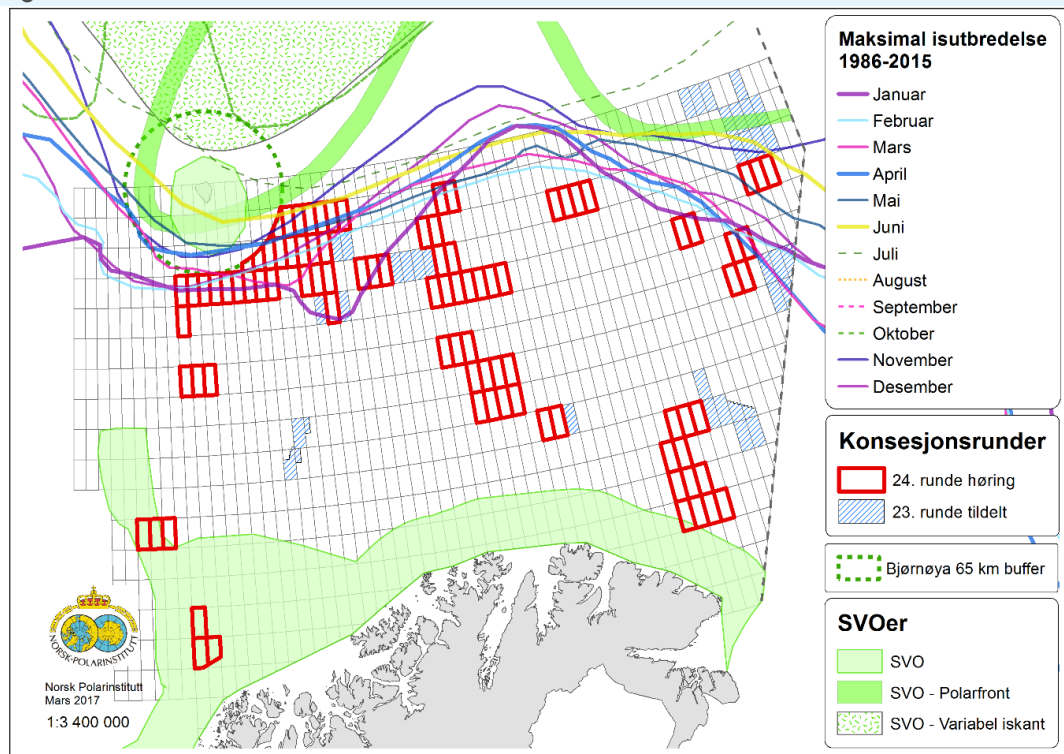 Maksimal isutbredelse
1986-2015
Januar
Februar
Mars
April
Mai
Juni
Juli
August
September
Oktober
November
Desember
Konsesjonsrunder
24. runde høring
23. runde tildelt
Bjørnøya 65 km buffer
SVOer
SVO
SVO - Polarfront
SVO - Variabel iskant
NORSK-POLARINSTITUTT
Norsk Polarinstitutt
Mars 2017
1:3 400 000